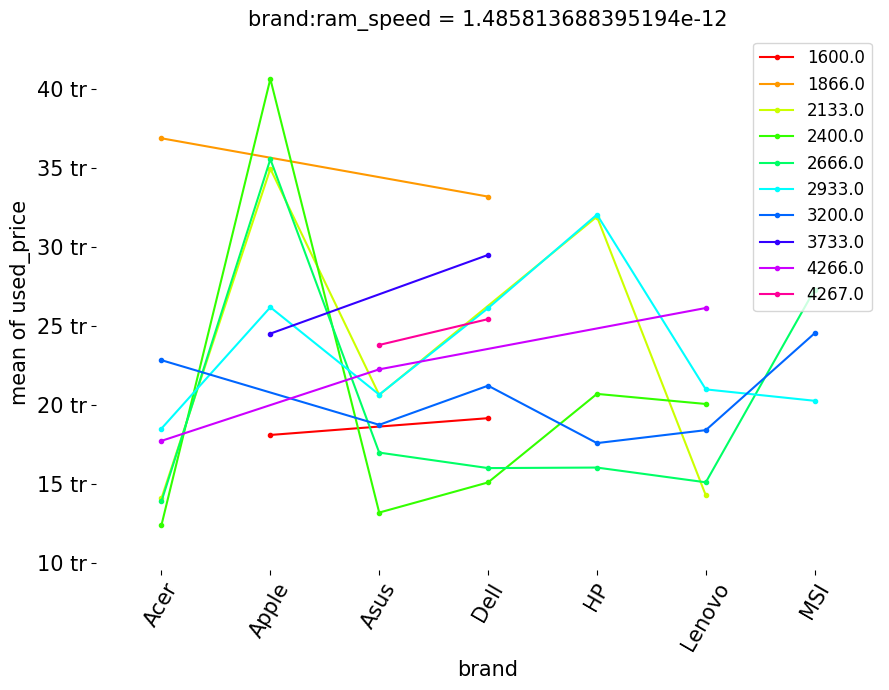 brand:ram_speed = 1.485813688395194e-12
40 tr
35 tr
30 tr
25 tr
20 tr
15 tr
10 tr
mean of used_price
1600.0
1866.0
2133.0
2400.0
2666.0
2933.0
3200.0
3733.0
4266.0
4267.0
Acer
Apple
Asus
Dell
HP
Lenovo
MSI
brand